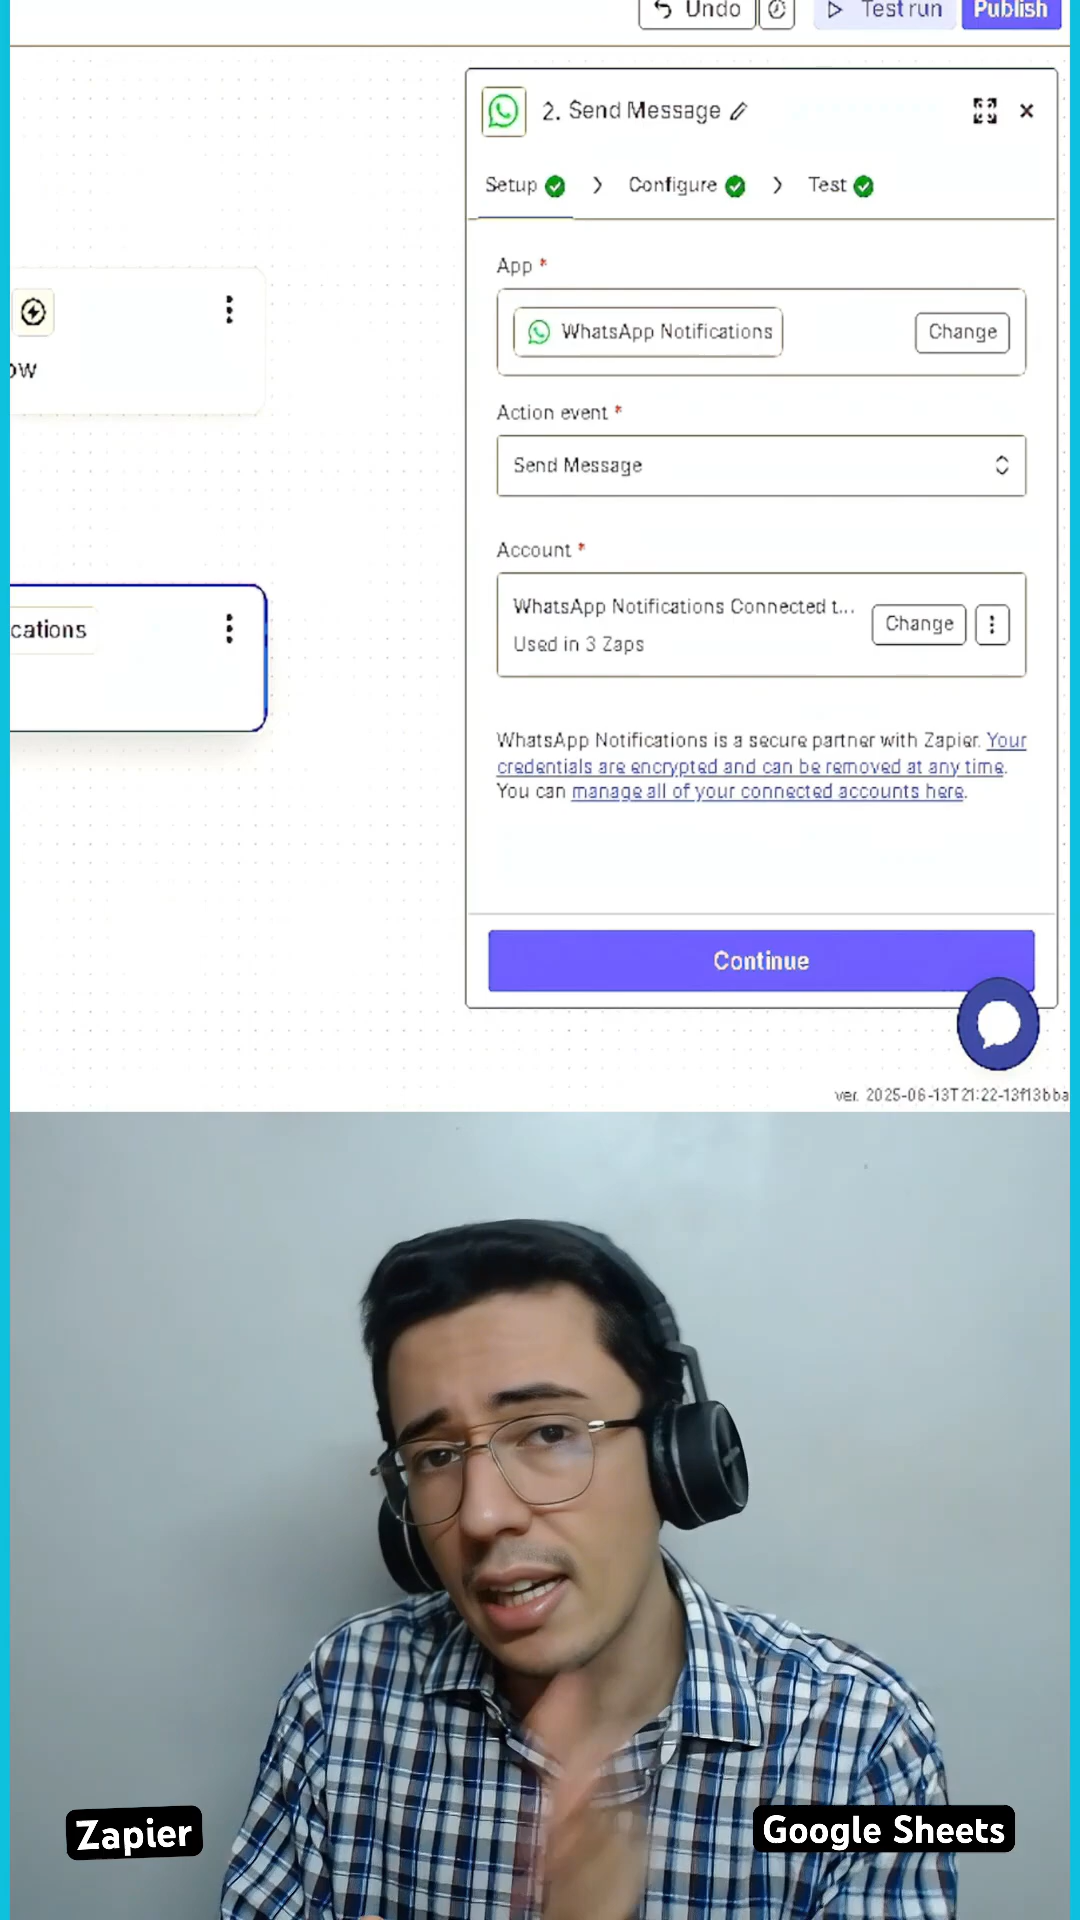 Undo
Test run
Publish
2. Send Message
Setup
Configure
Test
App *
WhatsApp Notifications
Change
ow
Action event *
Send Message
Account *
WhatsApp Notifications Connected t...
Used in 3 Zaps
Change
cations
WhatsApp Notifications is a secure partner with Zapier. Your
credentials are encrypted and can be removed at any time.
You can manage all of your connected accounts here.
Continue
ver. 2025-06-13T21:22-13f13bba
Zapier
Google Sheets